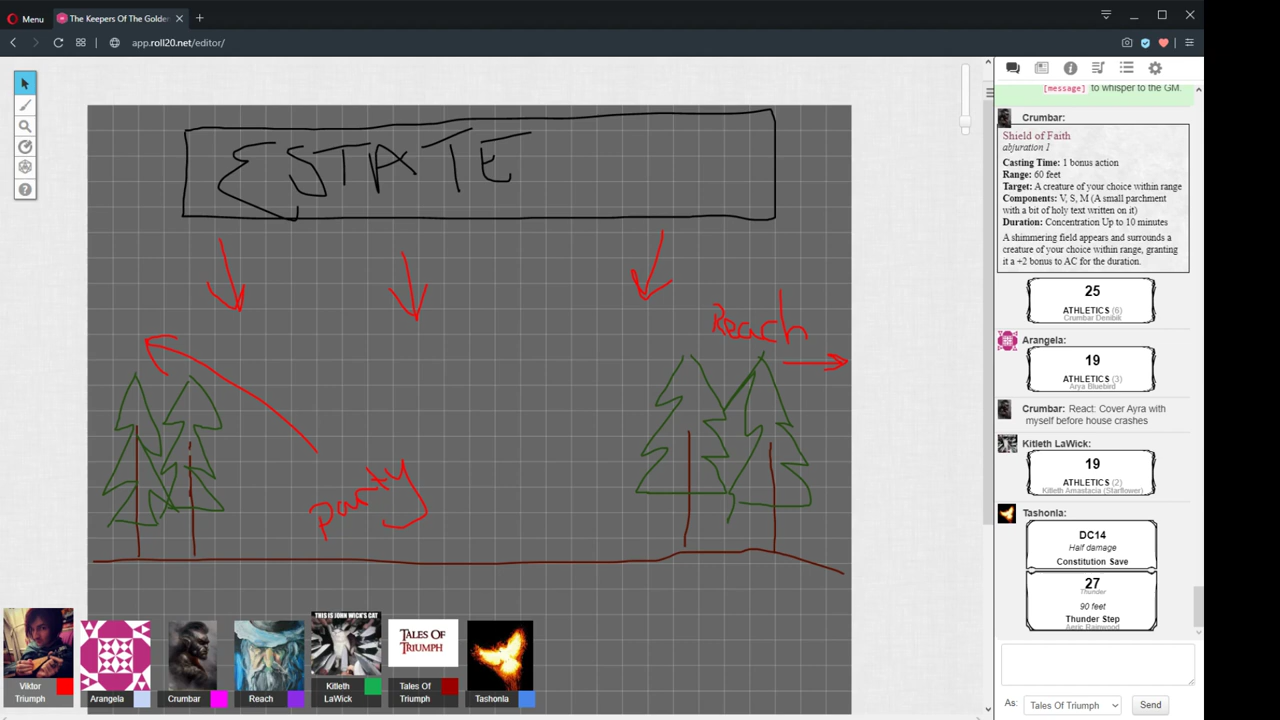 Menu
The Keepers Of The Golden
app.roll20.net/editor/
ESTATE
Reach
Party
[message] to whisper to the GM.
Crumbar:
Shield of Faith
abjuration 1
Casting Time: 1 bonus action
Range: 60 feet
Target: A creature of your choice within range
Components: V, S, M (A small parchment
with a bit of holy text written on it)
Duration: Concentration Up to 10 minutes
A shimmering field appears and surrounds a
creature of your choice within range, granting
it a +2 bonus to AC for the duration.
25
ATHLETICS (6)
Crumbar Denibik
Arangela:
19
ATHLETICS (3)
Arya Bluebird
Crumbar: React: Cover Ayra with
myself before house crashes
Kitleth LaWick:
19
ATHLETICS (2)
Kitleth Amastacia (Starflower)
Tashonla:
DC14
Half damage
Constitution Save
27
Thunder
90 feet
Thunder Step
Aeric Rainwood
THIS IS JOHN WICK'S CAT
TALES OF
TRIUMPH
Viktor
Triumph
Arangela
Crumbar
Reach
Kitleth
LaWick
Tales Of
Triumph
Tashonla
As:
Tales Of Triumph
Send